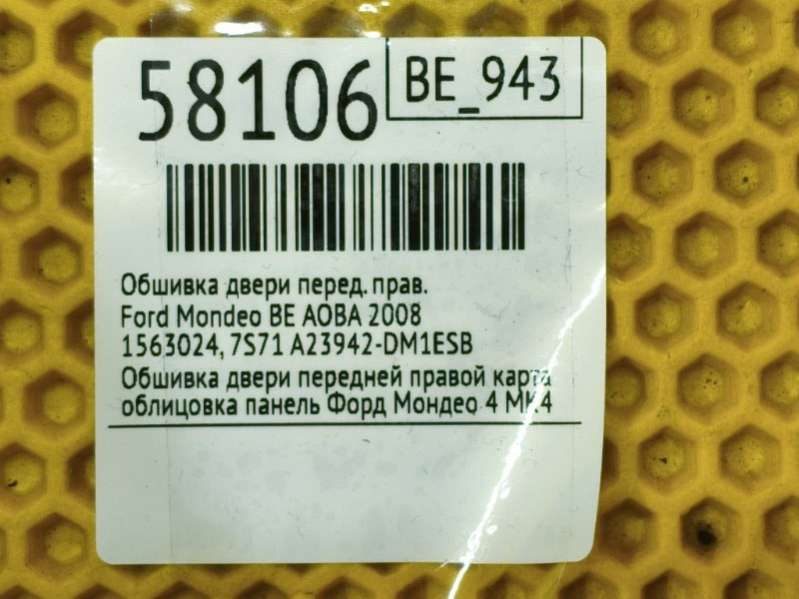 58106
BE_943
Обшивка двери перед. прав.
Ford Mondeo BE AOBA 2008
1563024, 7S71 A23942-DM1ESB
Обшивка двери передней правой карта
облицовка панель Форд Мондео 4 МК4